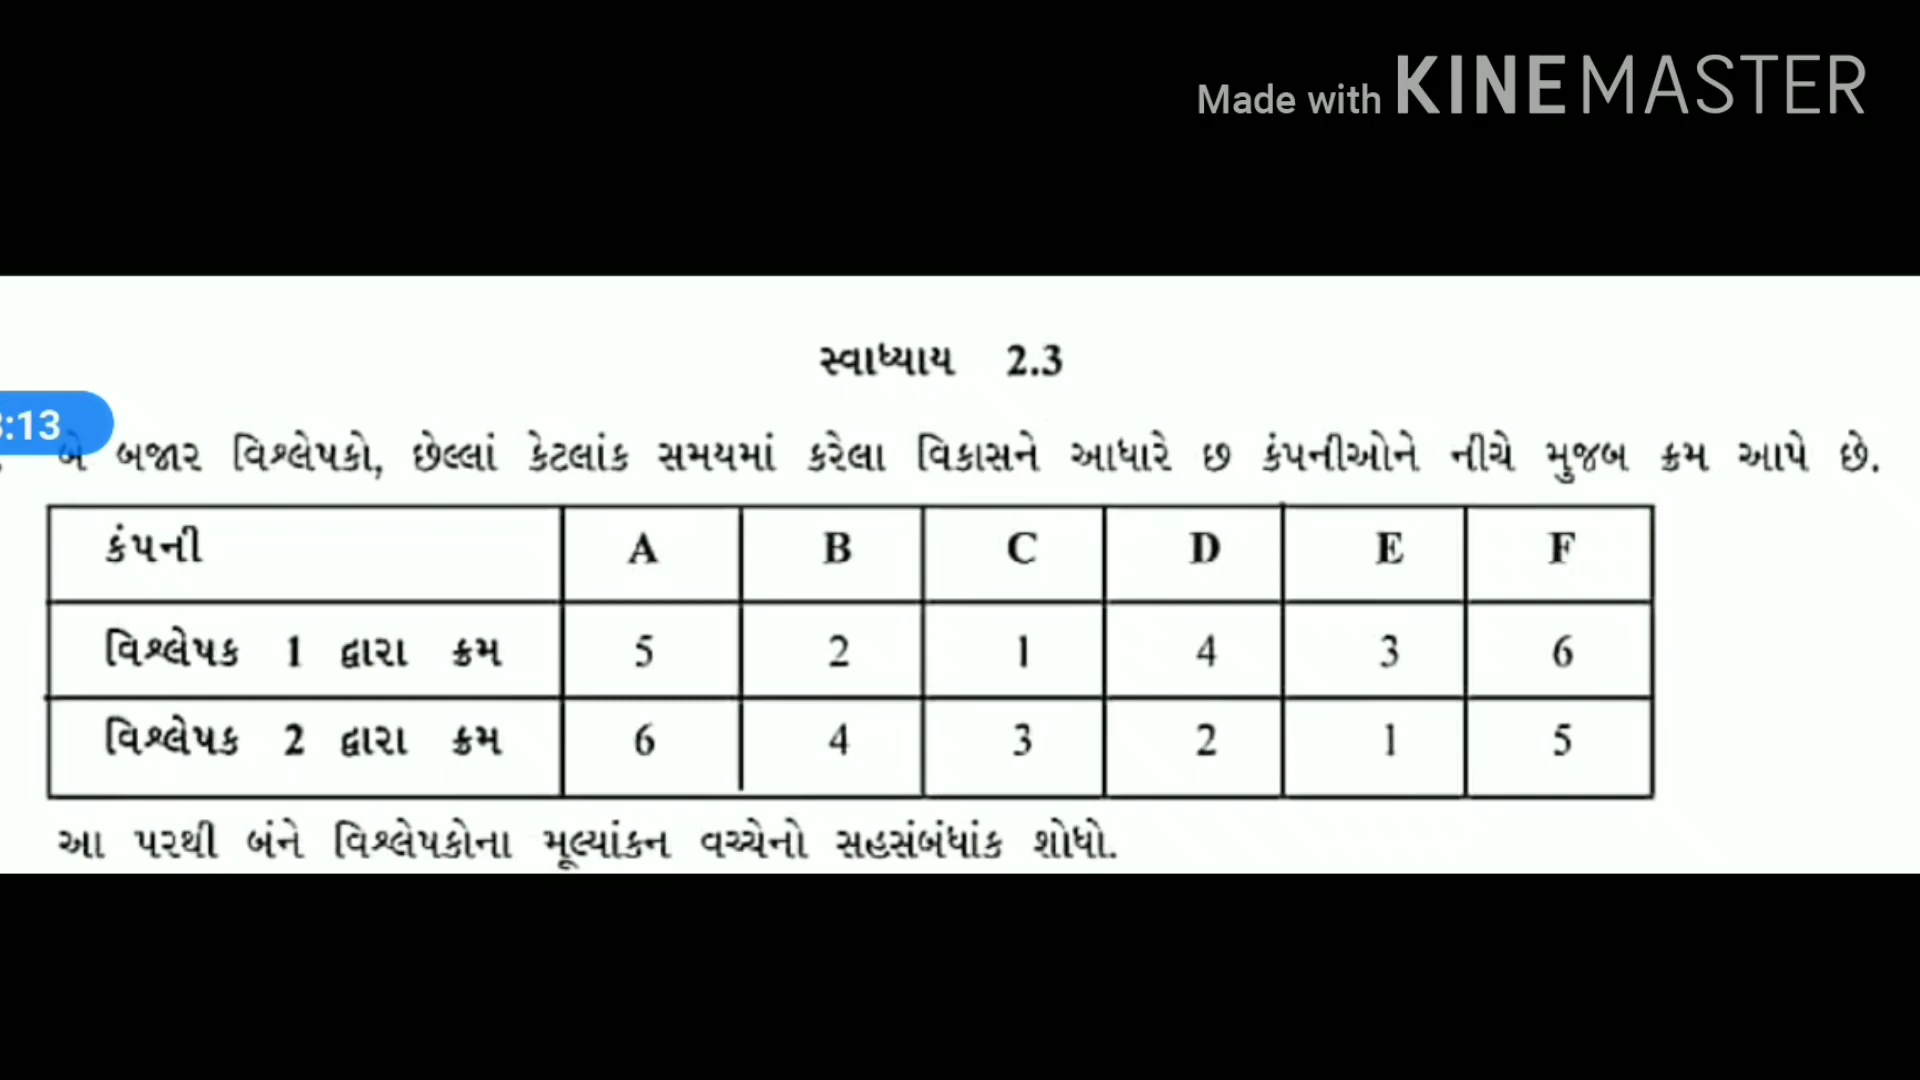 Made with KINEMASTER
સ્વાધ્યાય 2.3
:13
બે બજાર વિશ્લેષકો, છેલ્લાં કેટલાંક સમયમાં કરેલા વિકાસને આધારે છ કંપનીઓને નીચે મુજબ ક્રમ આપે છે.
કંપની A B C D E F
વિશ્લેષક 1 દ્વારા ક્રમ 5 2 1 4 3 6
વિશ્લેષક 2 દ્વારા ક્રમ 6 4 3 2 1 5
આ પરથી બંને વિશ્લેષકોના મૂલ્યાંકન વચ્ચેનો સહસંબંધાંક શોધો.